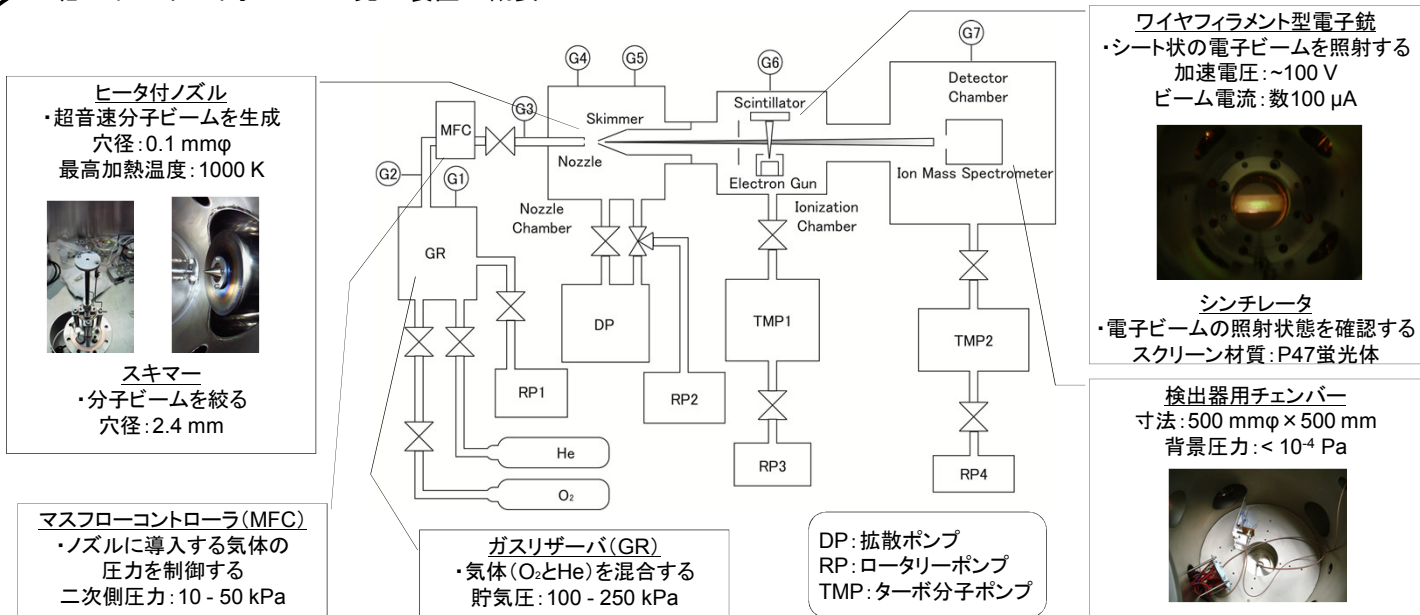 ヒータ付ノズル
・超音速分子ビームを生成
穴径：0.1 mmφ
最高加熱温度：1000 K
スキマー
・分子ビームを絞る
穴径：2.4 mm
マスフローコントローラ（MFC）
・ノズルに導入する気体の
圧力を制御する
二次側圧力：10 - 50 kPa
ガスリザーバ（GR）
・気体（O₂とHe）を混合する
貯気圧：100 - 250 kPa
DP：拡散ポンプ
RP：ロータリーポンプ
TMP：ターボ分子ポンプ
ワイヤフィラメント型電子銃
・シート状の電子ビームを照射する
加速電圧：~100 V
ビーム電流：数100 μA
シンチレータ
・電子ビームの照射状態を確認する
スクリーン材質：P47蛍光体
検出器用チェンバー
寸法：500 mmφ×500 mm
背景圧力：< 10⁻⁴ Pa
G1
G2
G3
G4
G5
G6
G7
MFC
GR
Skimmer
Nozzle
Nozzle
Chamber
Scintillator
Electron Gun
Ionization
Chamber
Detector
Chamber
Ion Mass Spectrometer
DP
TMP1
TMP2
RP1
RP2
RP3
RP4
He
O₂